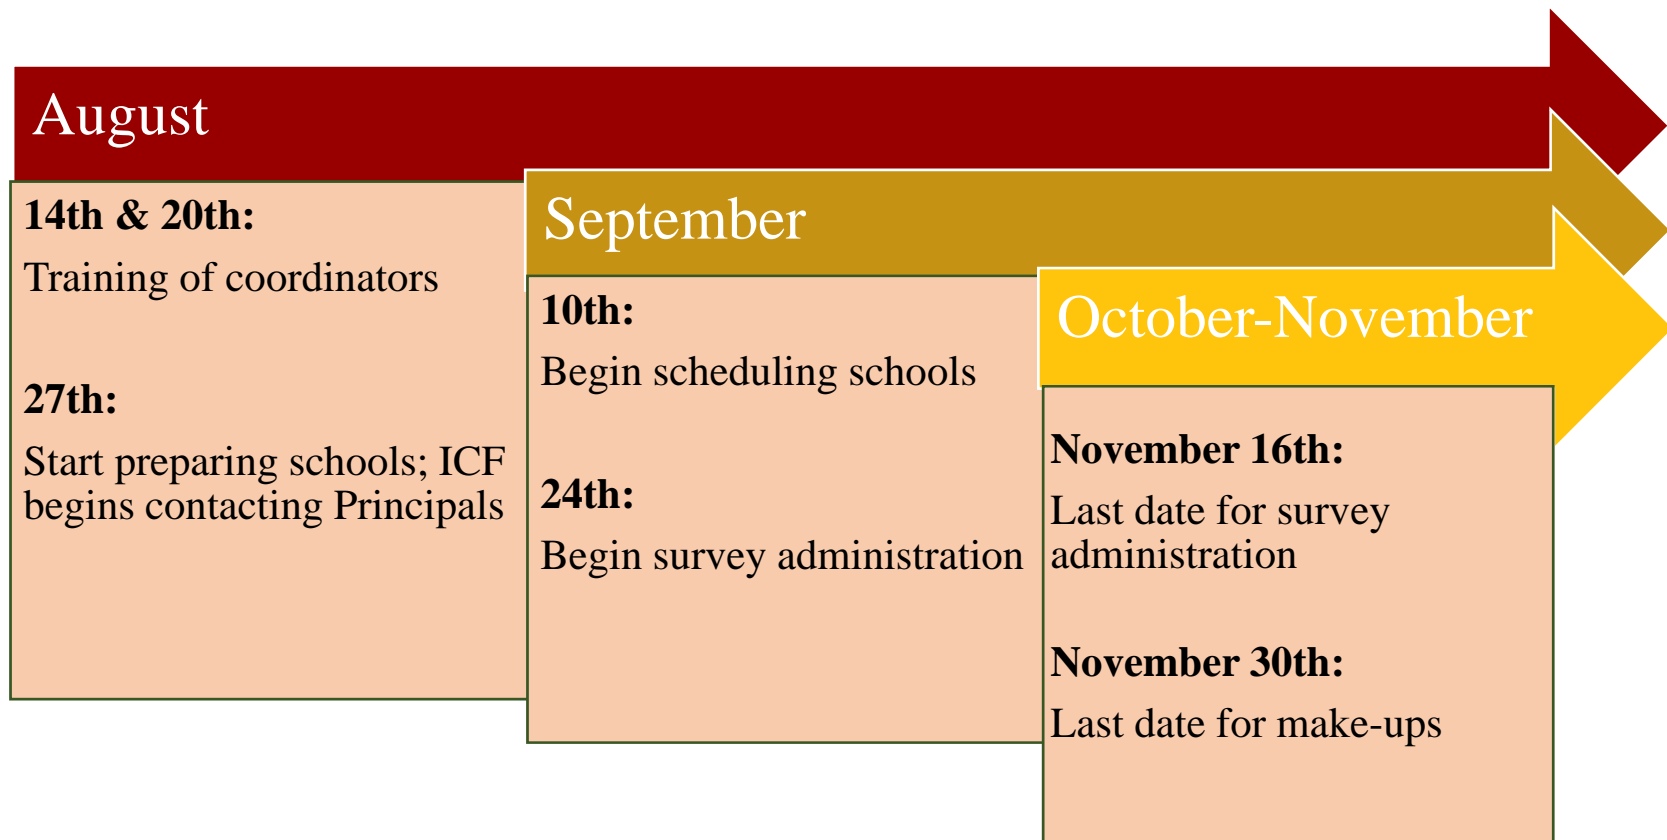 August
14th & 20th:
Training of coordinators
27th:
Start preparing schools; ICF
begins contacting Principals
September
10th:
Begin scheduling schools
24th:
Begin survey administration
October-November
November 16th:
Last date for survey
administration
November 30th:
Last date for make-ups